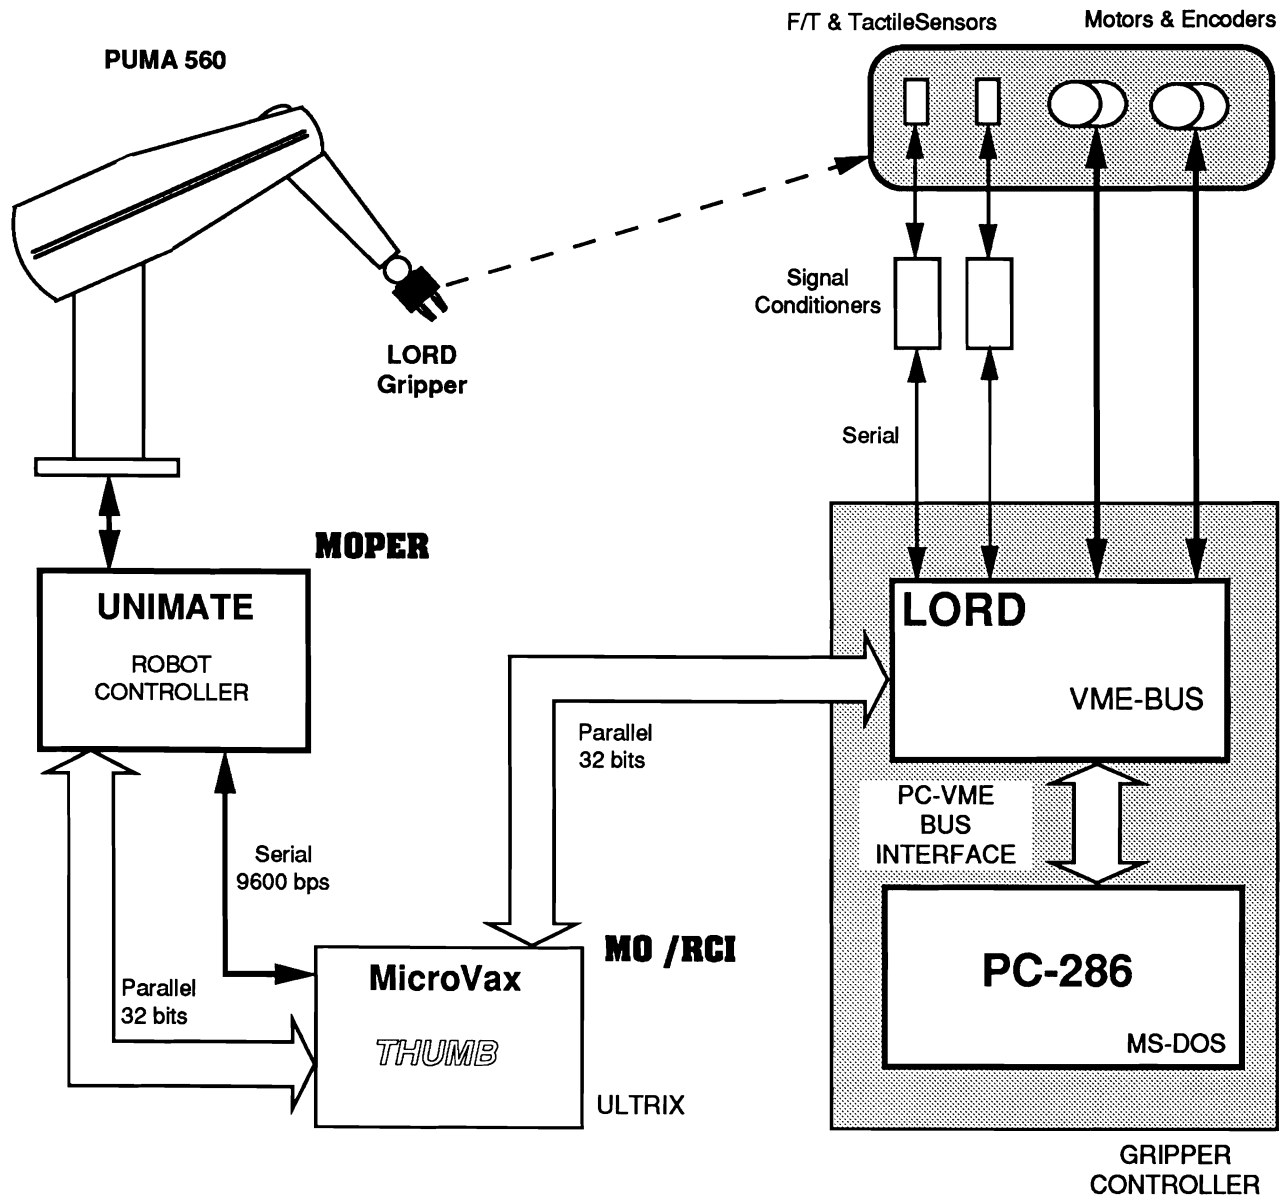 F/T & TactileSensors
Motors & Encoders
PUMA 560
LORD
Gripper
Signal
Conditioners
Serial
MOPER
UNIMATE
ROBOT
CONTROLLER
LORD
VME-BUS
Parallel
32 bits
PC-VME
BUS
INTERFACE
Serial
9600 bps
MO /RCI
MicroVax
THUMB
ULTRIX
Parallel
32 bits
PC-286
MS-DOS
GRIPPER
CONTROLLER